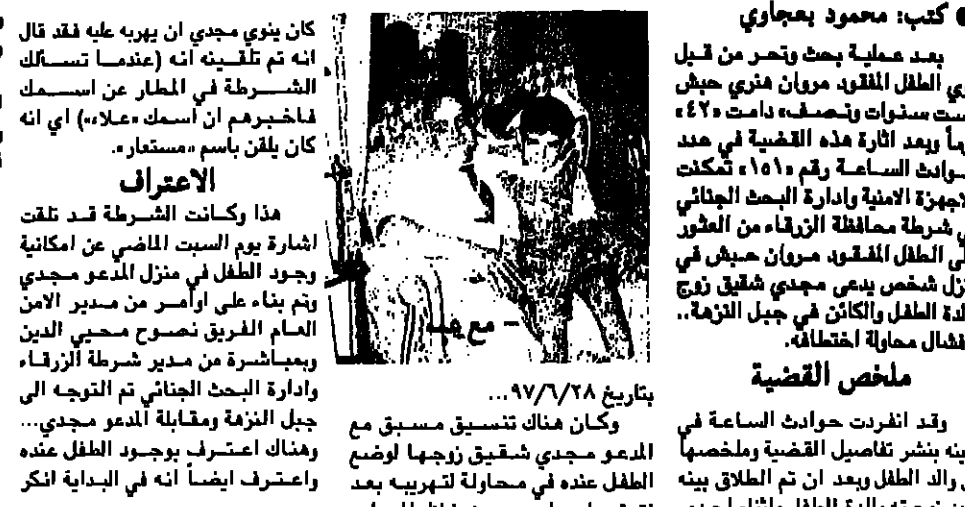 كتب: محمود بعجاوي
بعد عملية بحث وتحر من قبل
الطفل المفقود مروان هنري حبش
ست سنوات ونصف» دامت «٤٢»
وبعد اثارة هذه القضية في عدد
حوادث الساعة رقم «١٥١» تمكنت
الاجهزة الامنية وادارة البحث الجنائي
في شرطة محافظة الزرقاء من العثور
على الطفل المفقود مروان حبش في
منزل شخص يدعى مجدي شقيق زوج
والدة الطفل والكائن في جبل النزهة..
افشال محاولة اختطافه.
ملخص القضية
وقد انفردت حوادث الساعة في
حينه بنشر تفاصيل القضية وملخصها
والد الطفل وبعد ان تم الطلاق بينه
– مع
بتاريخ ٩٧/٦/٢٨...
وكان هناك تنسيق مسبق مع
المدعو مجدي شقيق زوجها لوضع
الطفل عنده في محاولة لتهريبه بعد
كان ينوي مجدي ان يهربه عليه فقد قال
انه تم تلقينه انه (عندما تسألك
الشرطة في المطار عن اسمك
فاخبرهم ان اسمك «علاء») اي انه
كان يلقن باسم «مستعار».
الاعتراف
هذا وكانت الشرطة قد تلقت
اشارة يوم السبت الماضي عن امكانية
وجود الطفل في منزل المدعو مجدي
وتم بناء على اوامر من مدير الامن
العام الفريق نصوح محيي الدين
وبمباشرة من مدير شرطة الزرقاء
وادارة البحث الجنائي تم التوجه الى
جبل النزهة ومقابلة المدعو مجدي...
وهناك اعترف بوجود الطفل عنده
واعترف ايضاً انه في البداية انكر